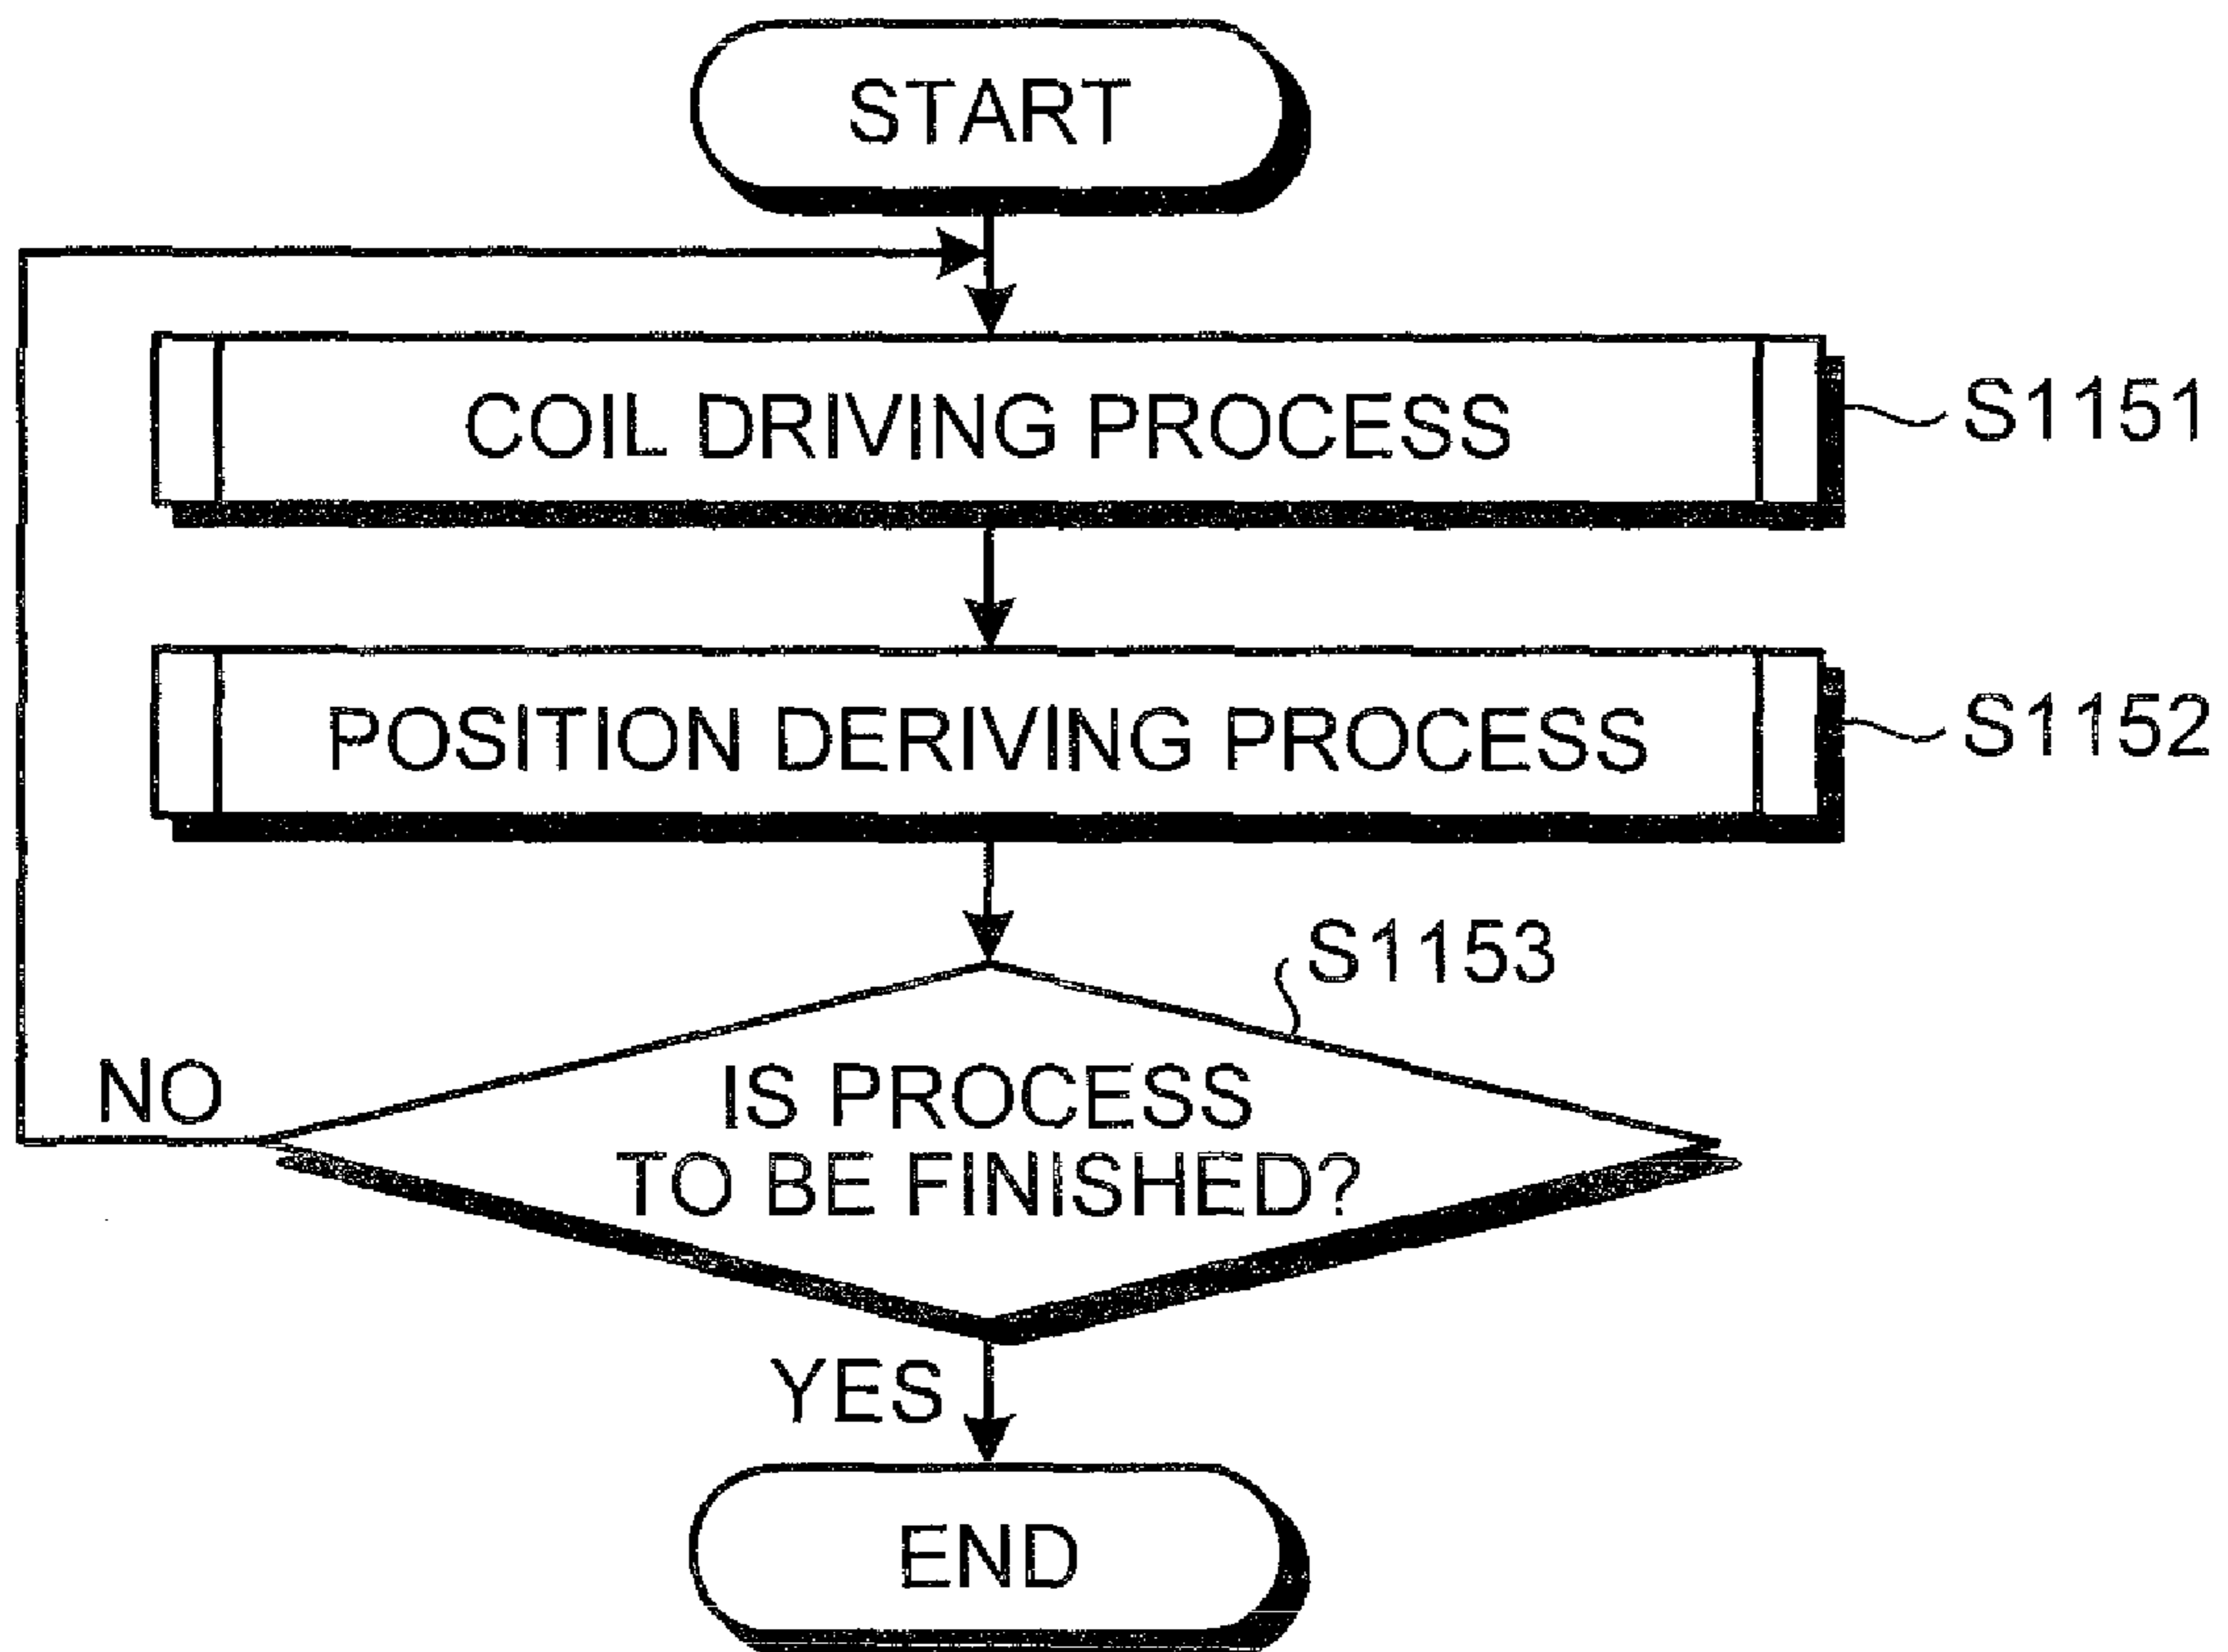 START
COIL DRIVING PROCESS
S1151
POSITION DERIVING PROCESS
S1152
S1153
NO
IS PROCESS
TO BE FINISHED?
YES
END